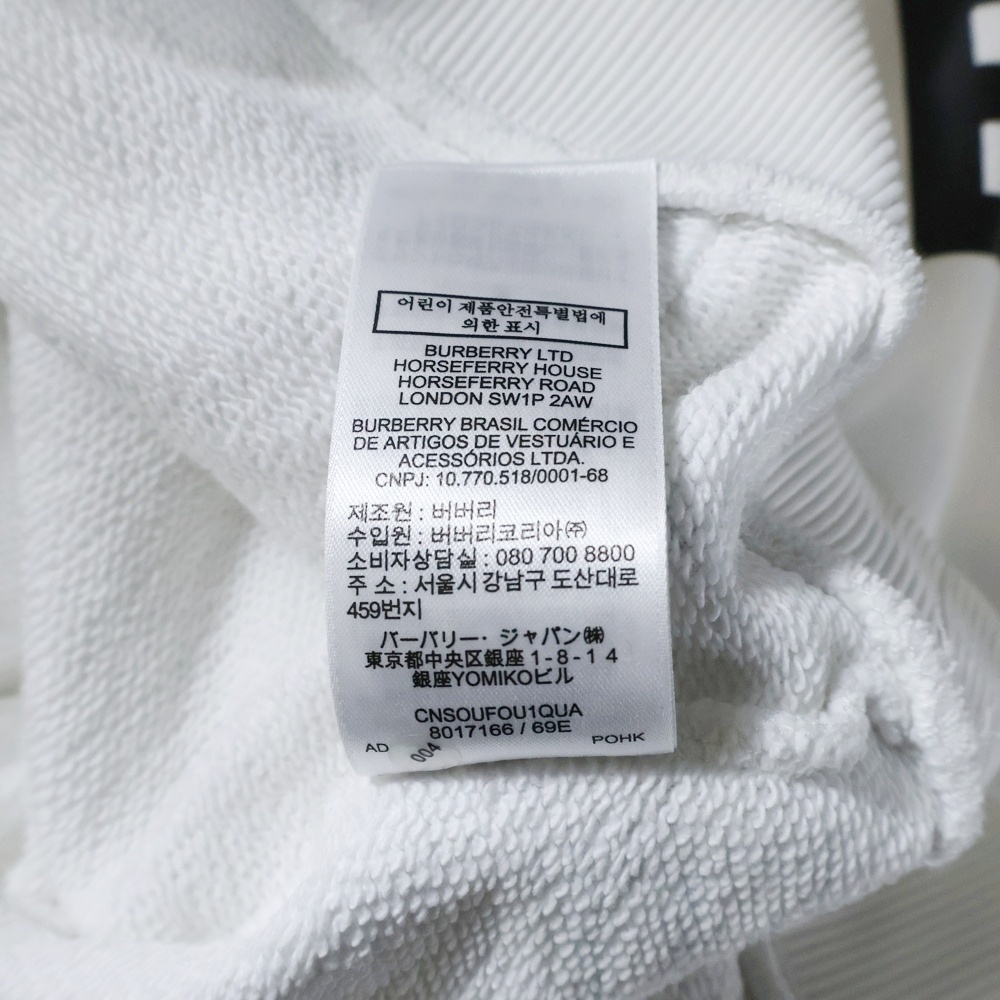 어린이 제품안전특별법에
의한 표시
BURBERRY LTD
HORSEFERRY HOUSE
HORSEFERRY ROAD
LONDON SW1P 2AW
BURBERRY BRASIL COMÉRCIO
DE ARTIGOS DE VESTUÁRIO E
ACESSÓRIOS LTDA.
CNPJ: 10.770.518/0001-68
제조원 : 버버리
수입원 : 버버리코리아㈜
소비자상담실 : 080 700 8800
주 소 : 서울시 강남구 도산대로
459번지
バーバリー・ジャパン㈱
東京都中央区銀座 1-8-14
銀座YOMIKOビル
CNSOUFOU1QUA
8017166 / 69E
AD 004 POHK